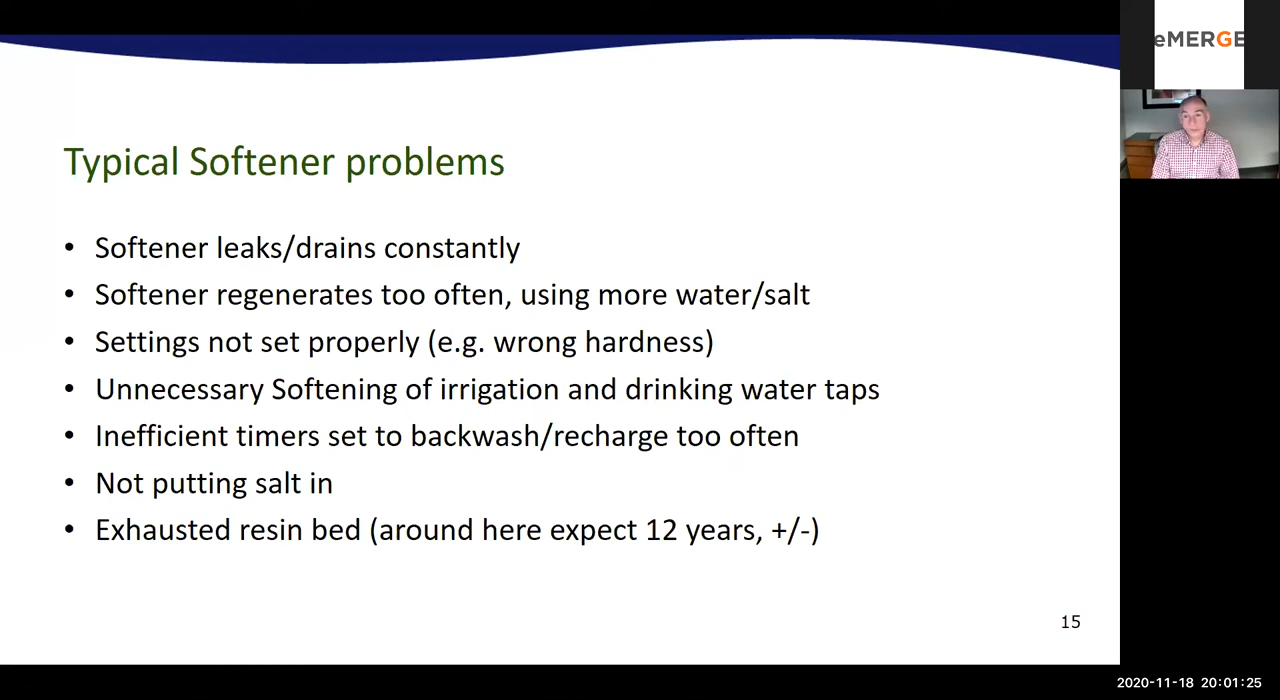 eMERGE
Typical Softener problems
• Softener leaks/drains constantly
• Softener regenerates too often, using more water/salt
• Settings not set properly (e.g. wrong hardness)
• Unnecessary Softening of irrigation and drinking water taps
• Inefficient timers set to backwash/recharge too often
• Not putting salt in
• Exhausted resin bed (around here expect 12 years, +/-)
15
2020-11-18 20:01:25